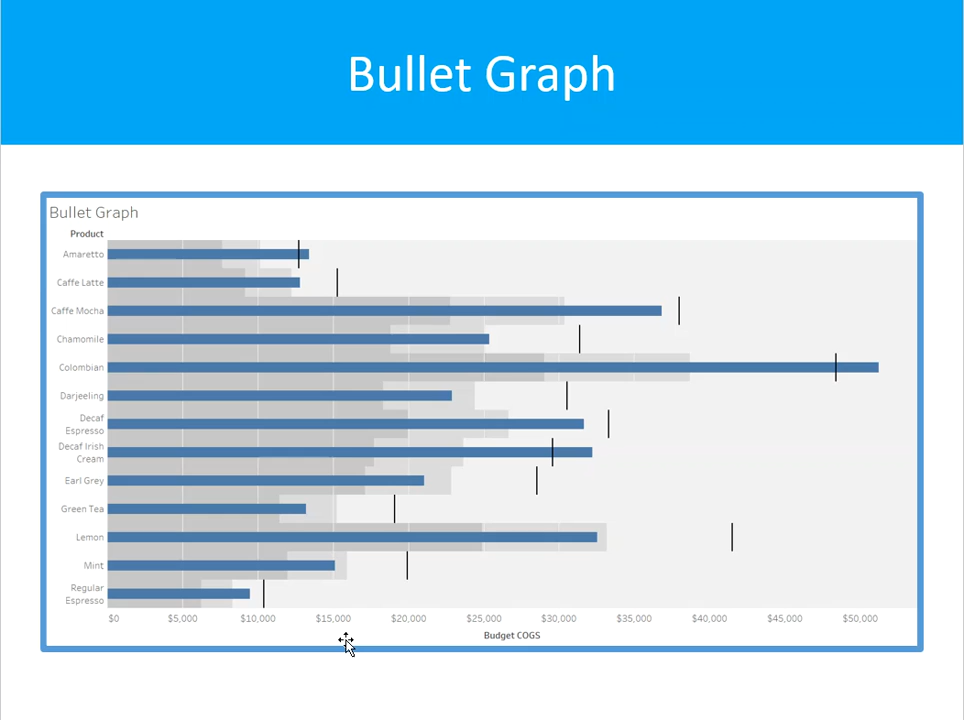 Bullet Graph
Bullet Graph
Product
Amaretto
Caffe Latte
Caffe Mocha
Chamomile
Colombian
Darjeeling
Decaf
Espresso
Decaf Irish
Cream
Earl Grey
Green Tea
Lemon
Mint
Regular
Espresso
$0 $5,000 $10,000 $15,000 $20,000 $25,000 $30,000 $35,000 $40,000 $45,000 $50,000
Budget COGS